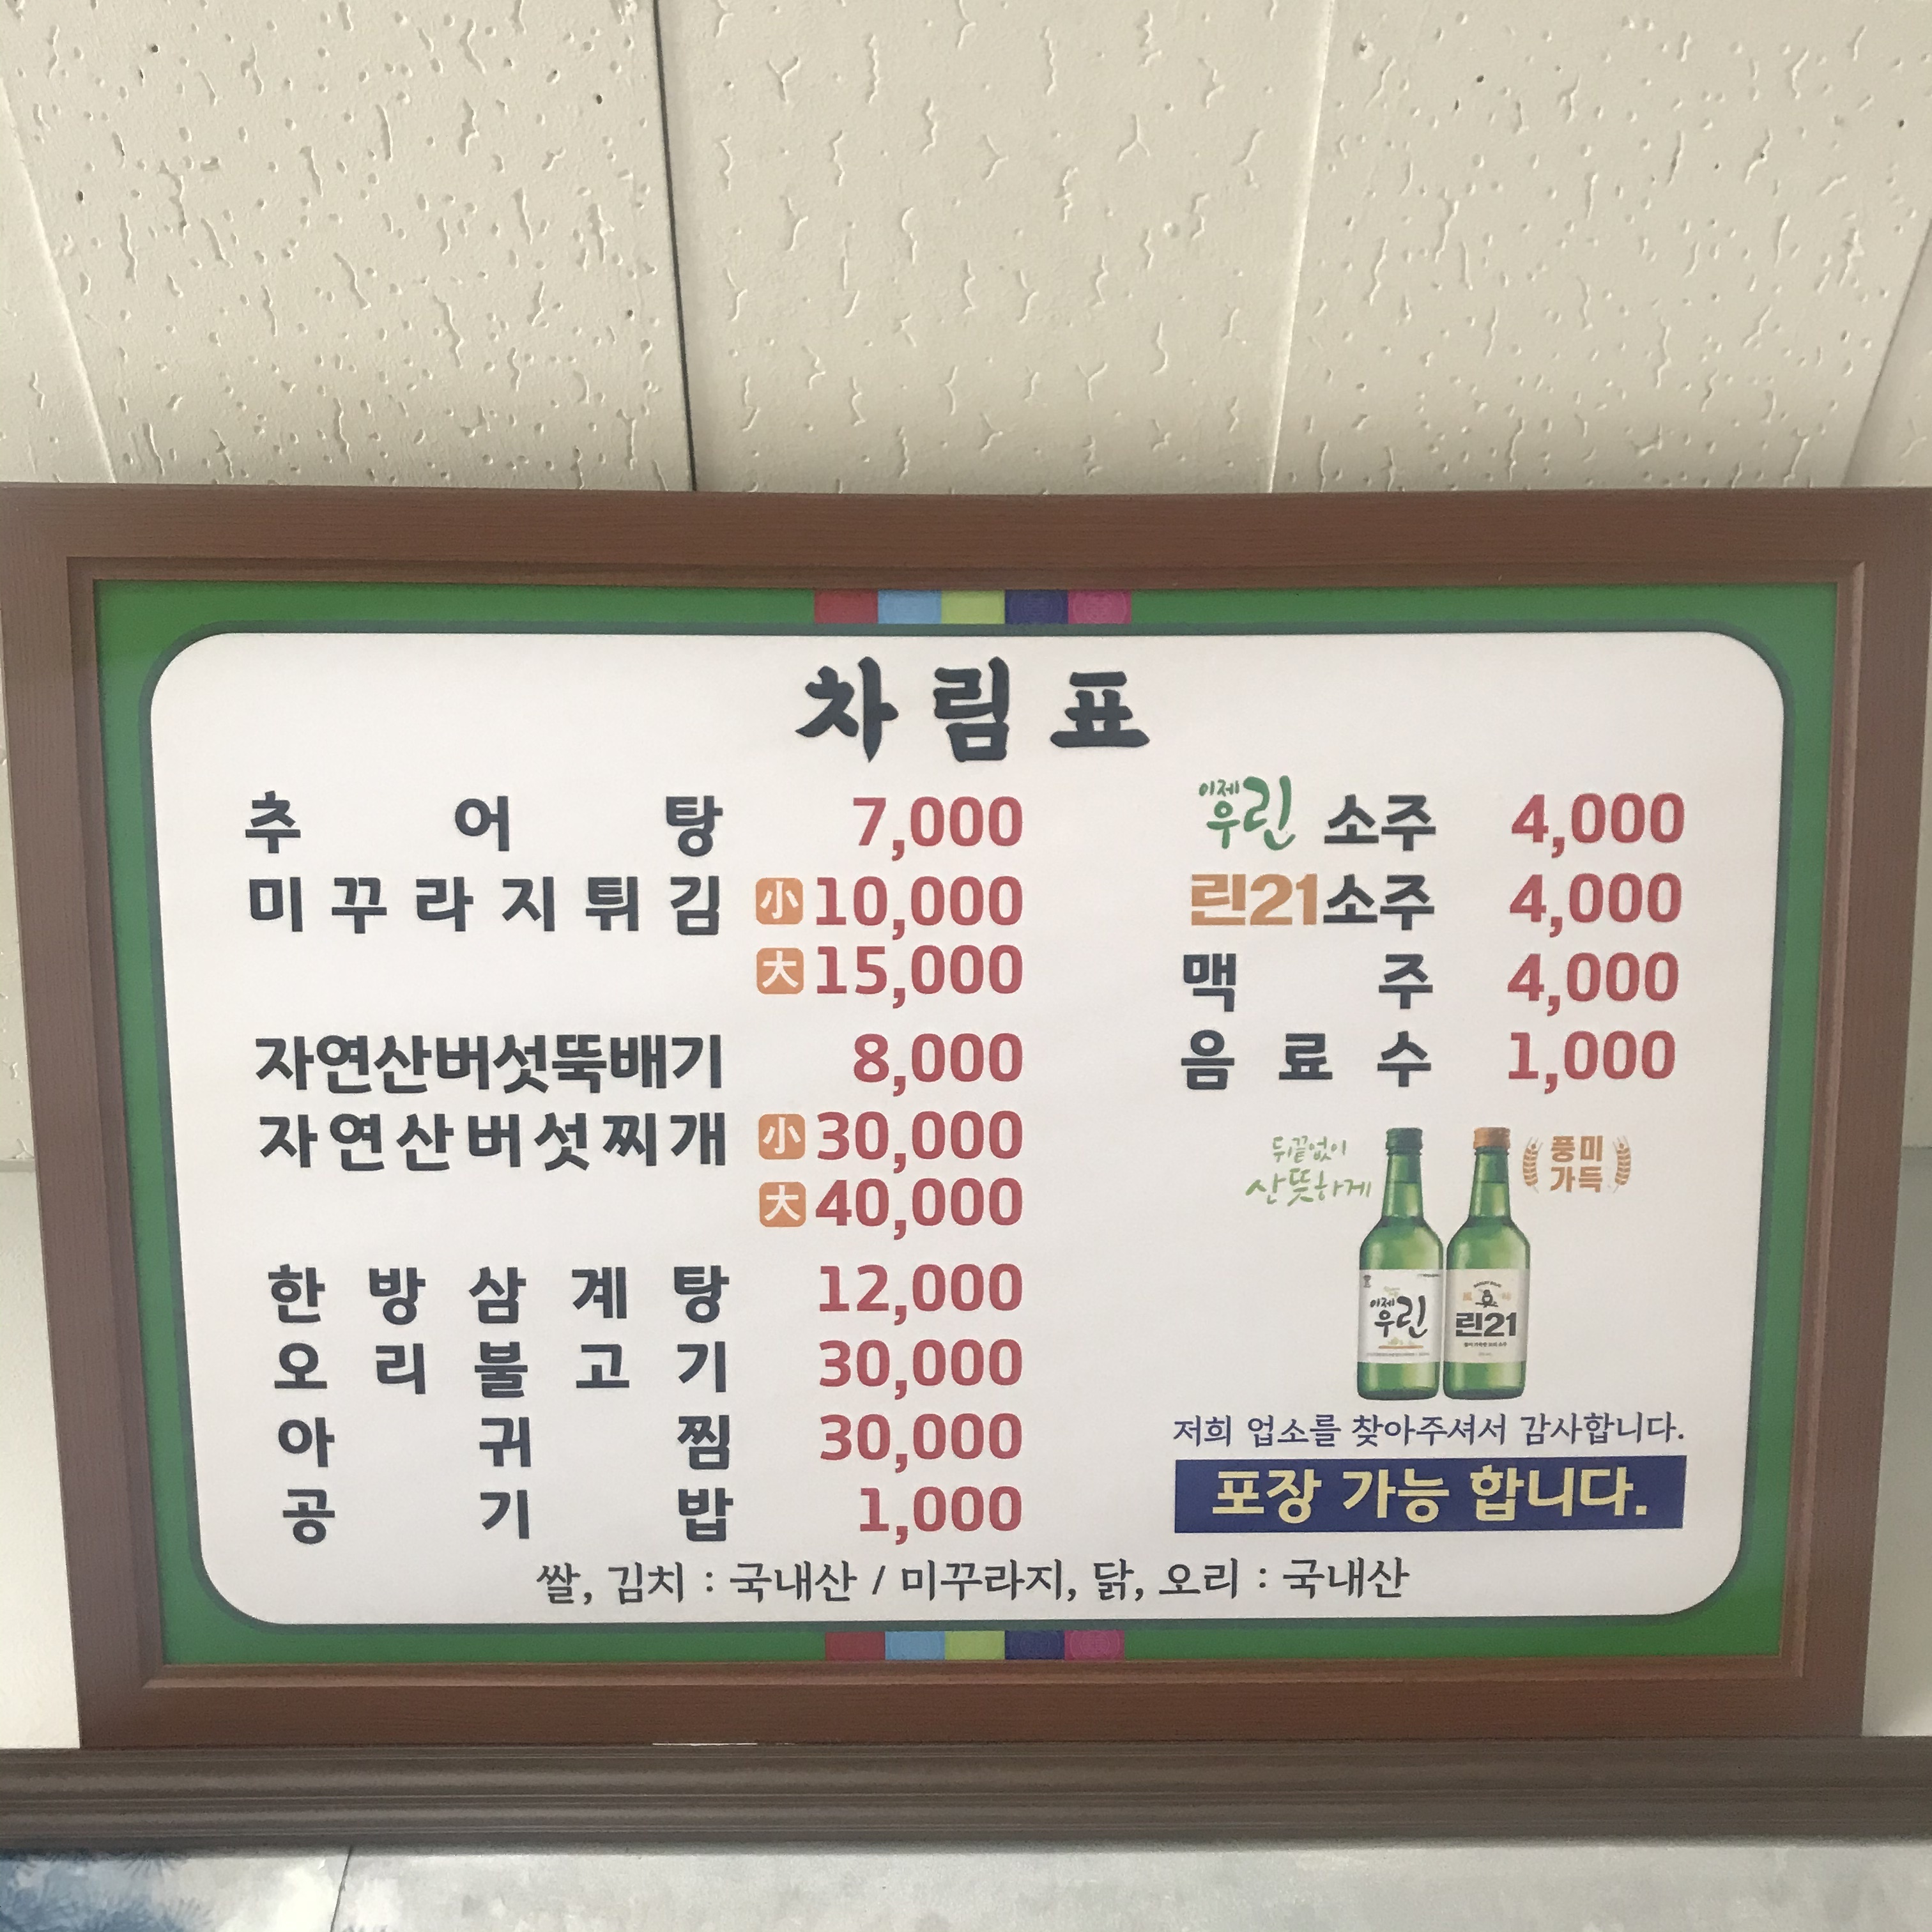 차림표
추어탕 7,000
미꾸라지튀김 小 10,000
大 15,000
자연산버섯뚝배기 8,000
자연산버섯찌개 小 30,000
大 40,000
한방삼계탕 12,000
오리불고기 30,000
아귀찜 30,000
공기밥 1,000
이제우린 소주 4,000
린21소주 4,000
맥주 4,000
음료수 1,000
뒤끝없이
산뜻하게
풍미
가득
이제
우린
린21
저희 업소를 찾아주셔서 감사합니다.
포장 가능 합니다.
쌀, 김치 : 국내산 / 미꾸라지, 닭, 오리 : 국내산